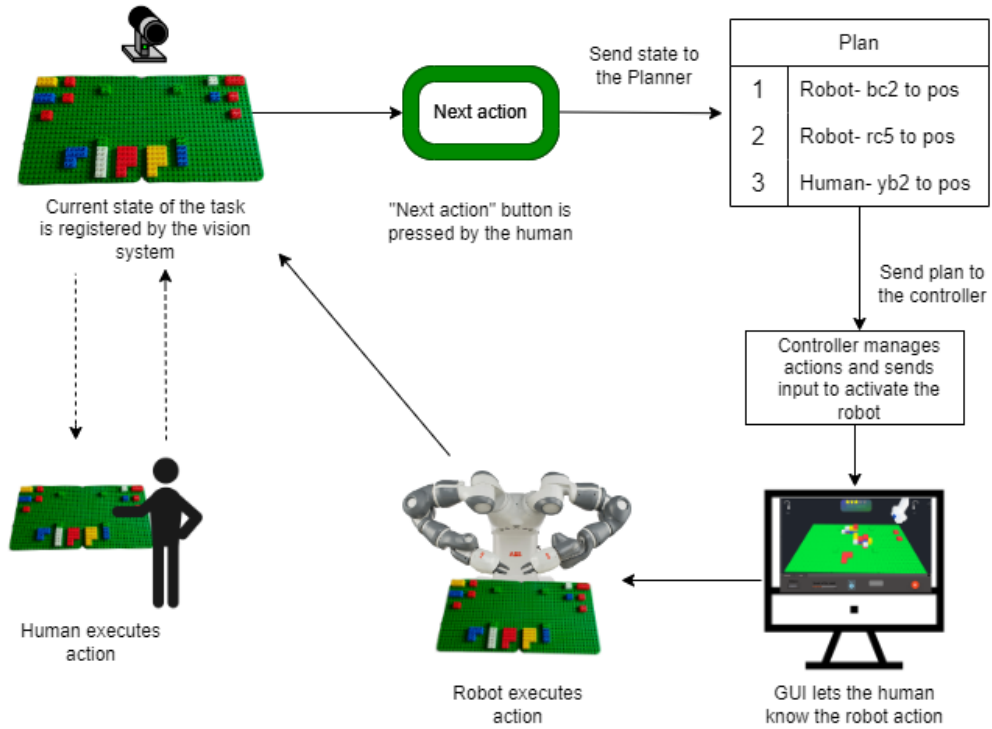 Current state of the task
is registered by the vision
system
Next action
"Next action" button is
pressed by the human
Send state to
the Planner
Plan
1 Robot- bc2 to pos
2 Robot- rc5 to pos
3 Human- yb2 to pos
Send plan to
the controller
Controller manages
actions and sends
input to activate the
robot
GUI lets the human
know the robot action
ABB
Robot executes
action
Human executes
action